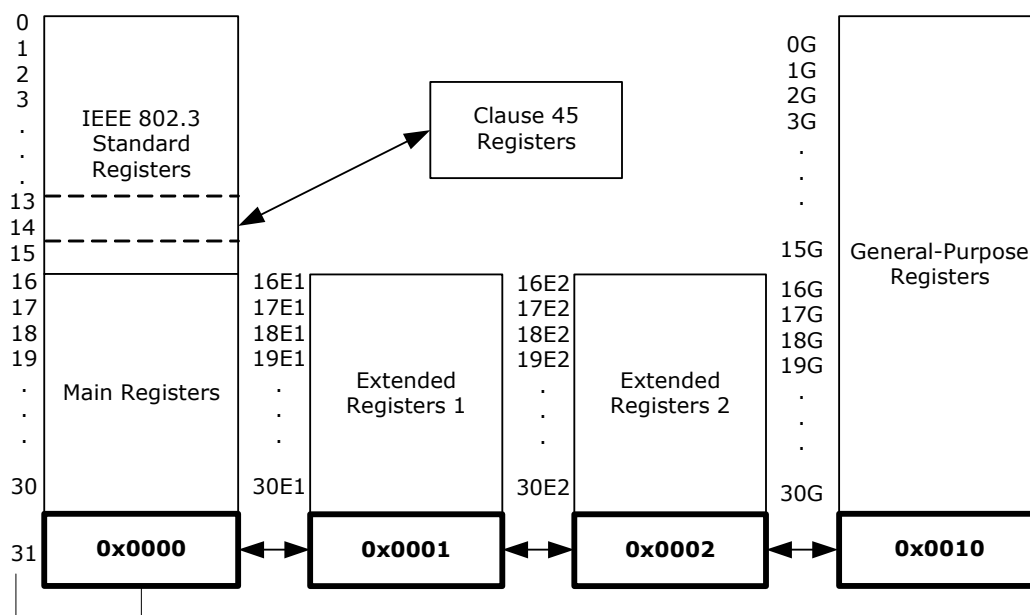 0
1
2
3
.
.
.
13
14
15
16
17
18
19
.
.
.
30
31
IEEE 802.3
Standard
Registers
Main Registers
0x0000
Clause 45
Registers
16E1
17E1
18E1
19E1
.
.
.
30E1
Extended
Registers 1
0x0001
16E2
17E2
18E2
19E2
.
.
.
30E2
Extended
Registers 2
0x0002
0G
1G
2G
3G
.
.
.
15G
16G
17G
18G
19G
.
.
.
30G
General-Purpose
Registers
0x0010